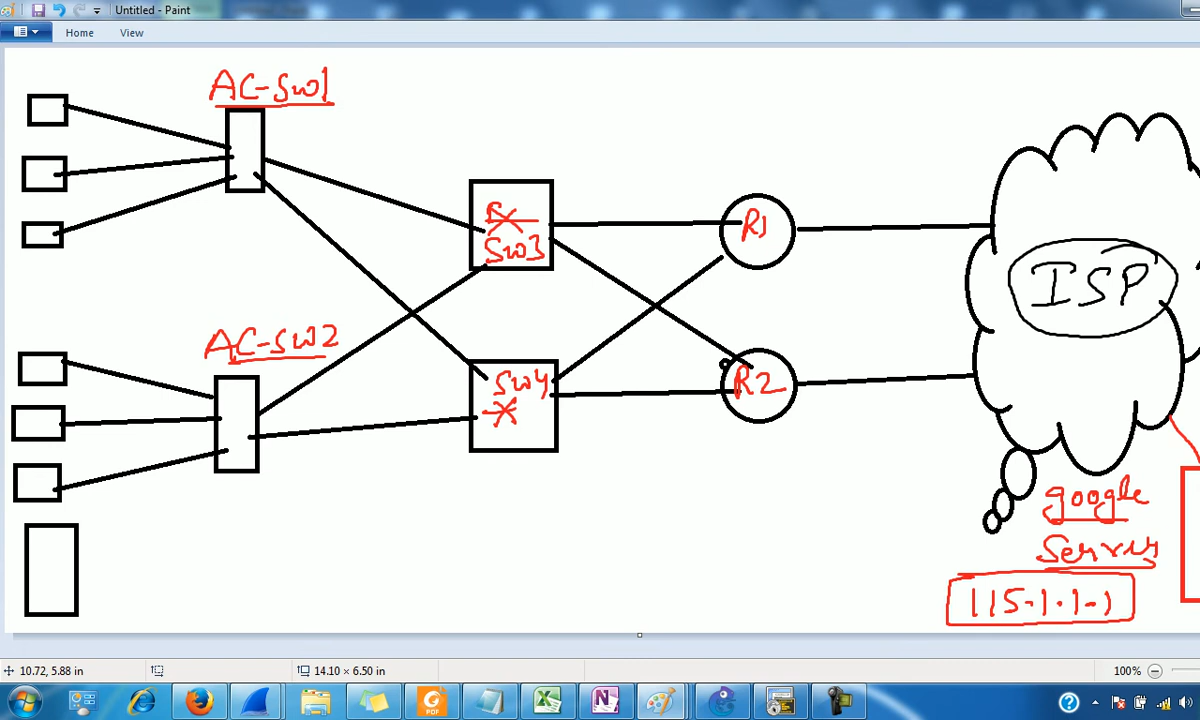 Untitled - Paint
Home View
AC-SW1
SW3
R1
ISP
AC-SW2
SW4
R2
google
Server
115.1.1.1
10.72, 5.88 in
14.10 × 6.50 in
100%
PDF